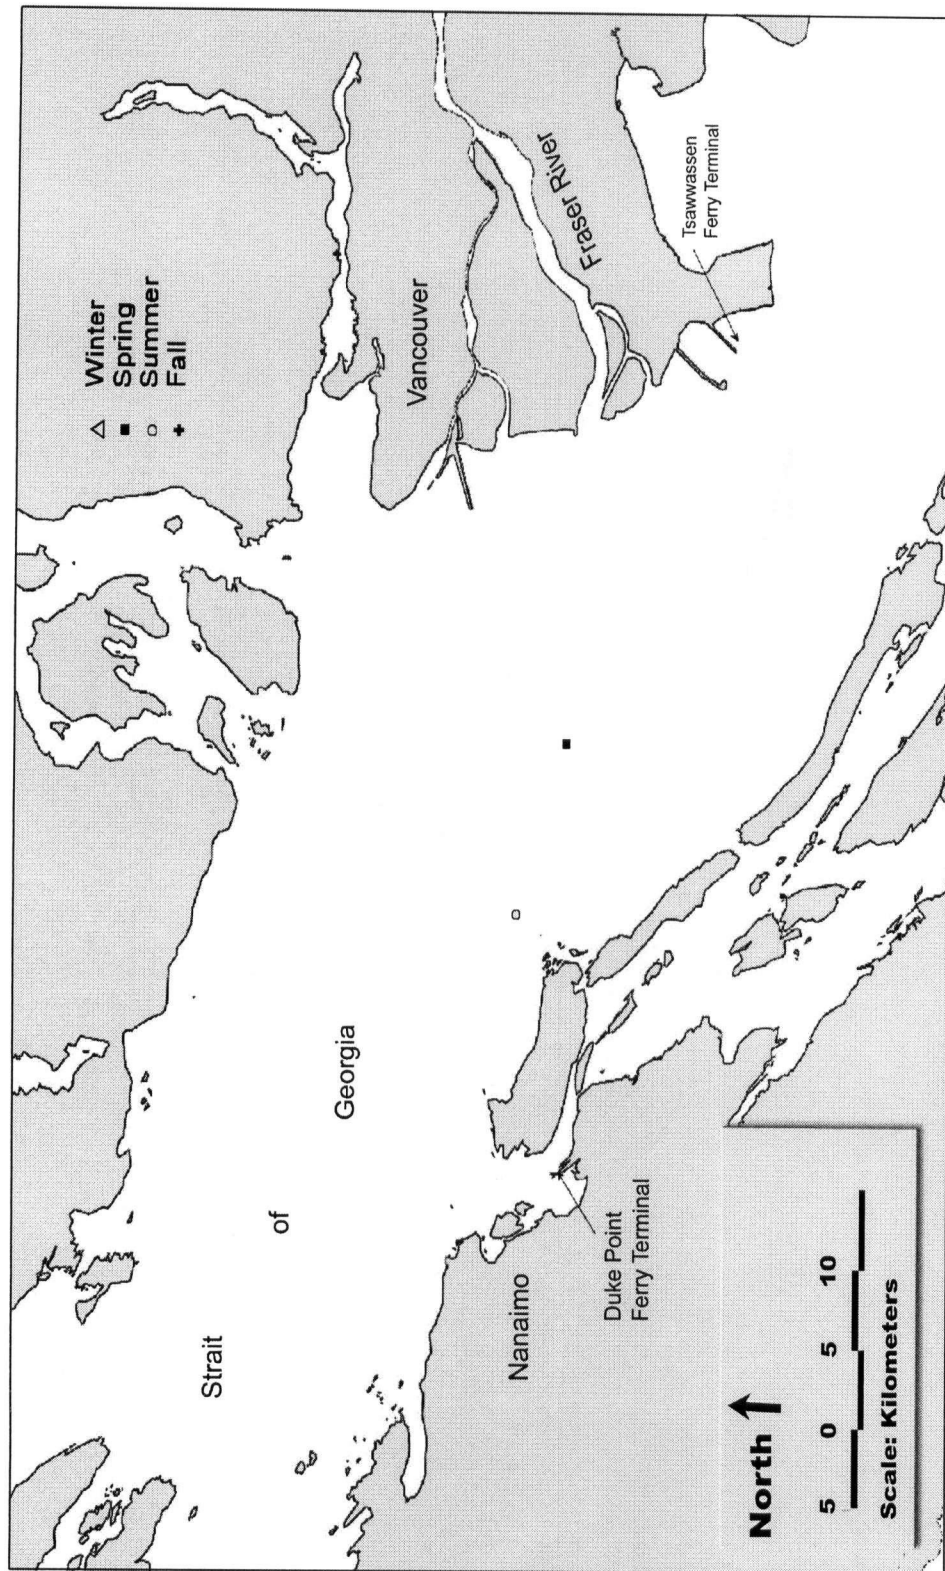 Winter
Spring
Summer
Fall
Vancouver
Fraser River
Tsawwassen
Ferry Terminal
Strait
of
Georgia
Nanaimo
Duke Point
Ferry Terminal
North
5 0 5 10
Scale: Kilometers